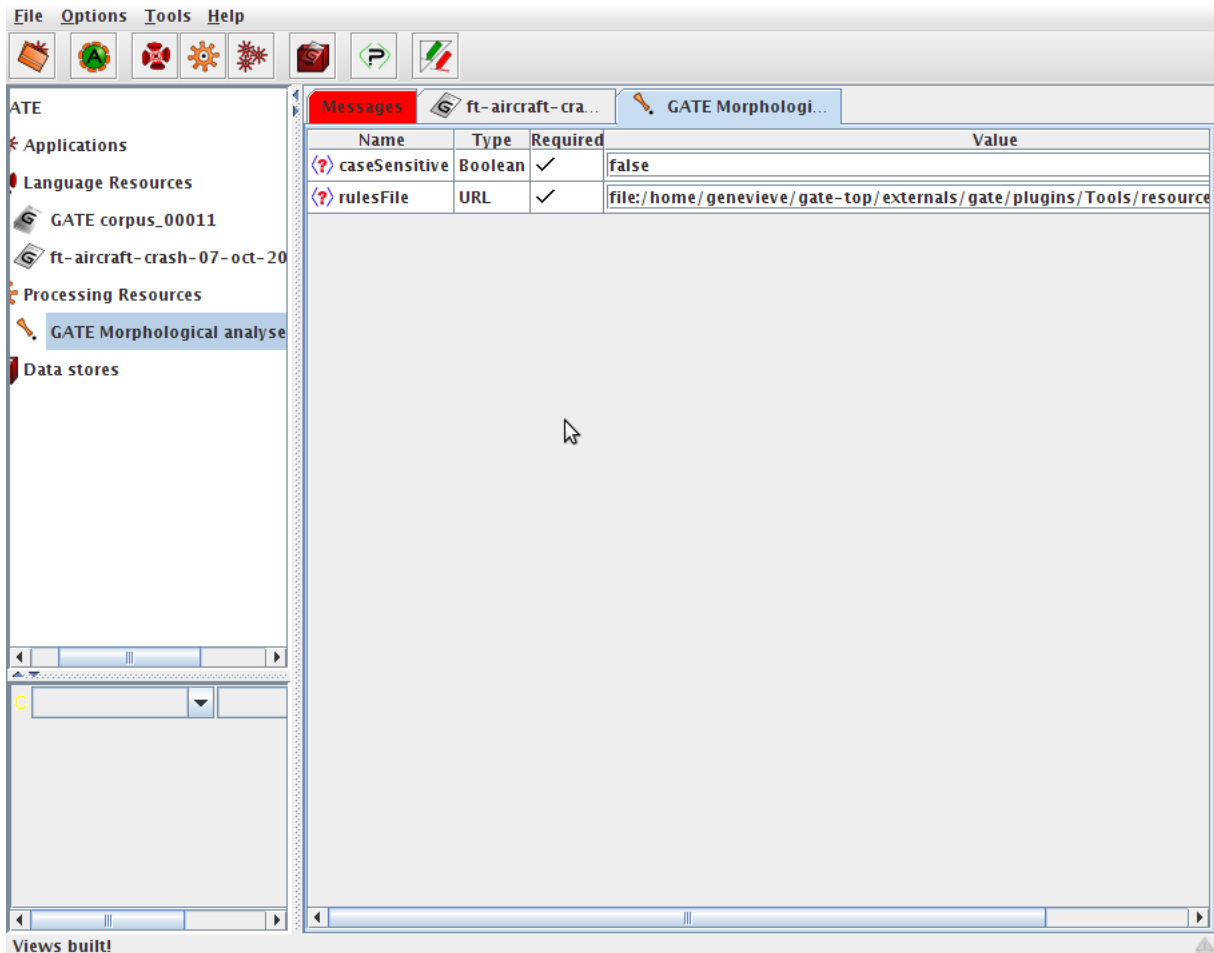 File Options Tools Help
ATE
Applications
Language Resources
GATE corpus_00011
ft-aircraft-crash-07-oct-20
Processing Resources
GATE Morphological analyse
Data stores
C
Messages ft-aircraft-cra... GATE Morphologi...
Name Type Required Value
<?> caseSensitive Boolean ✓ false
<?> rulesFile URL ✓ file:/home/genevieve/gate-top/externals/gate/plugins/Tools/resource
Views built!